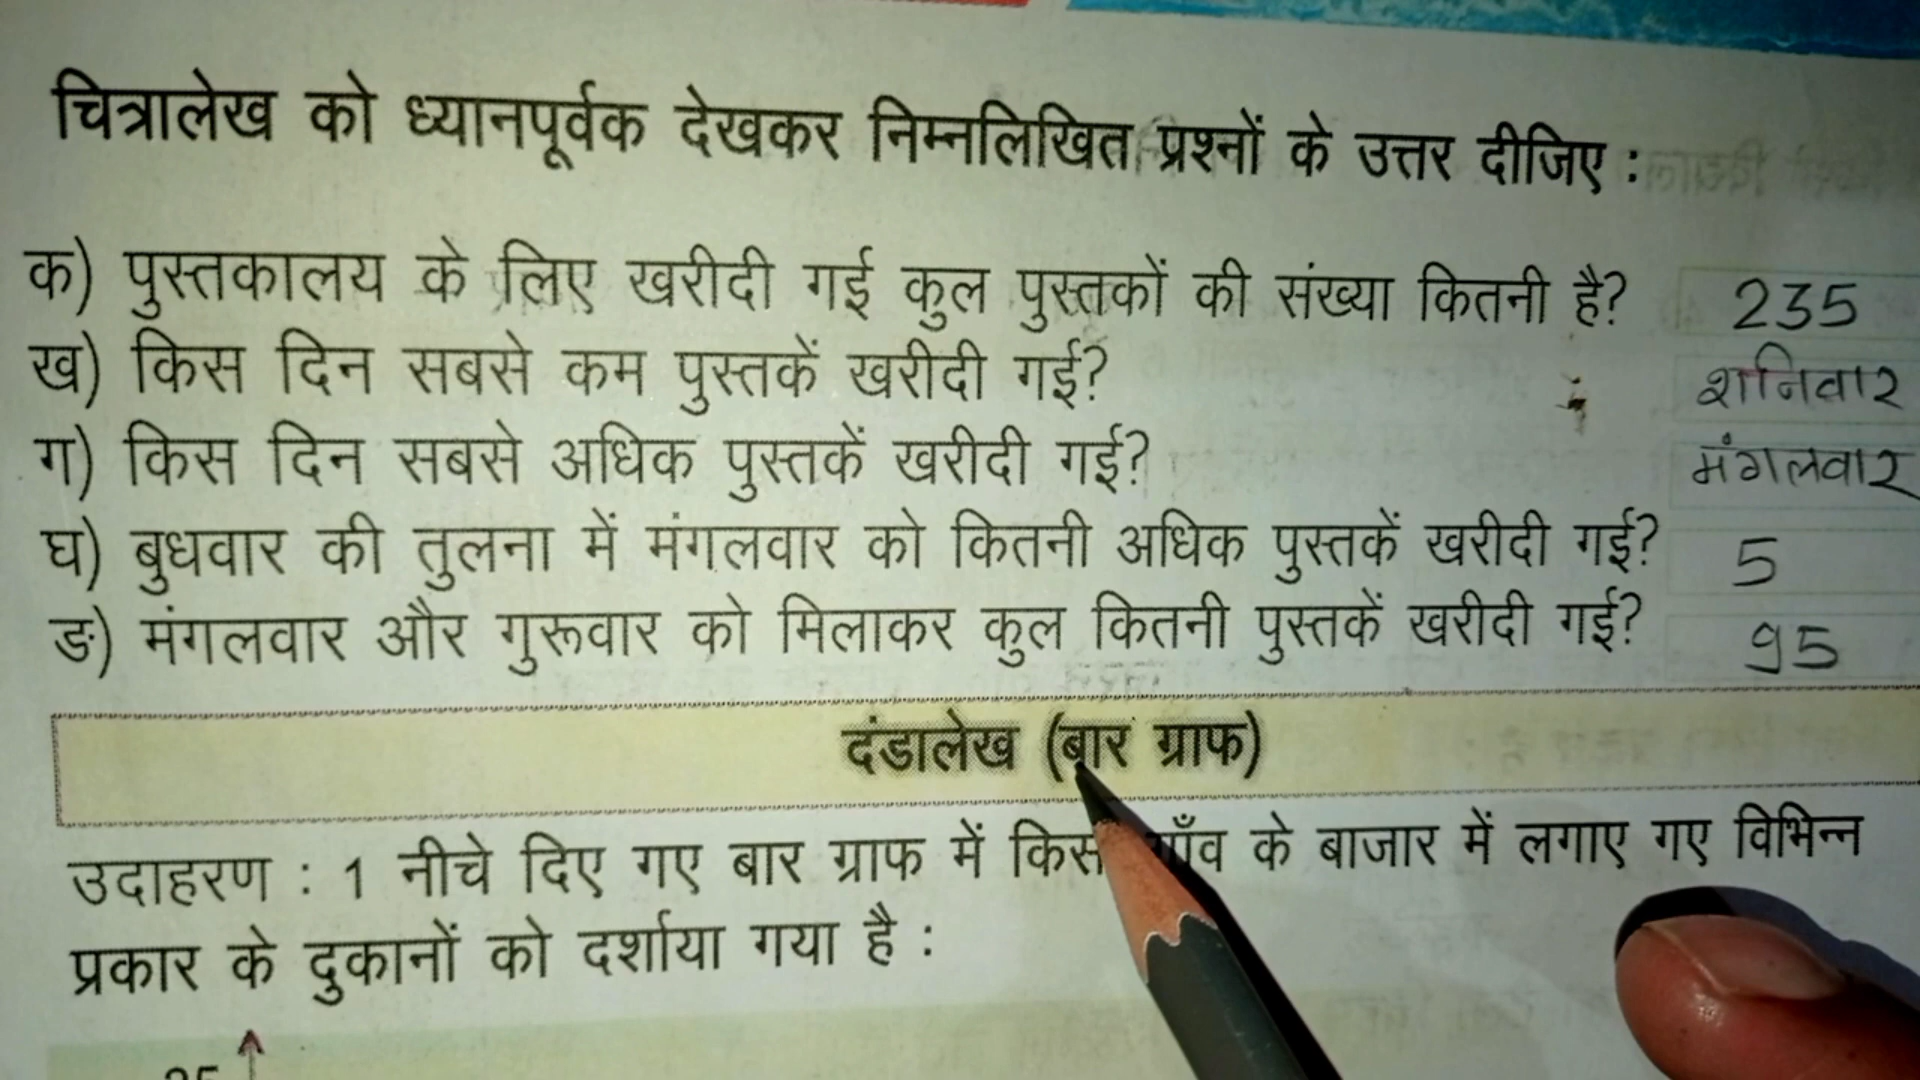 चित्रालेख को ध्यानपूर्वक देखकर निम्नलिखित प्रश्नों के उत्तर दीजिए :
क) पुस्तकालय के लिए खरीदी गई कुल पुस्तकों की संख्या कितनी है? 235
ख) किस दिन सबसे कम पुस्तकें खरीदी गई? शनिवार
ग) किस दिन सबसे अधिक पुस्तकें खरीदी गई? मंगलवार
घ) बुधवार की तुलना में मंगलवार को कितनी अधिक पुस्तकें खरीदी गई? 5
ङ) मंगलवार और गुरूवार को मिलाकर कुल कितनी पुस्तकें खरीदी गई? 95
दंडालेख (बार ग्राफ)
उदाहरण : 1 नीचे दिए गए बार ग्राफ में किस गाँव के बाजार में लगाए गए विभिन्न
प्रकार के दुकानों को दर्शाया गया है :